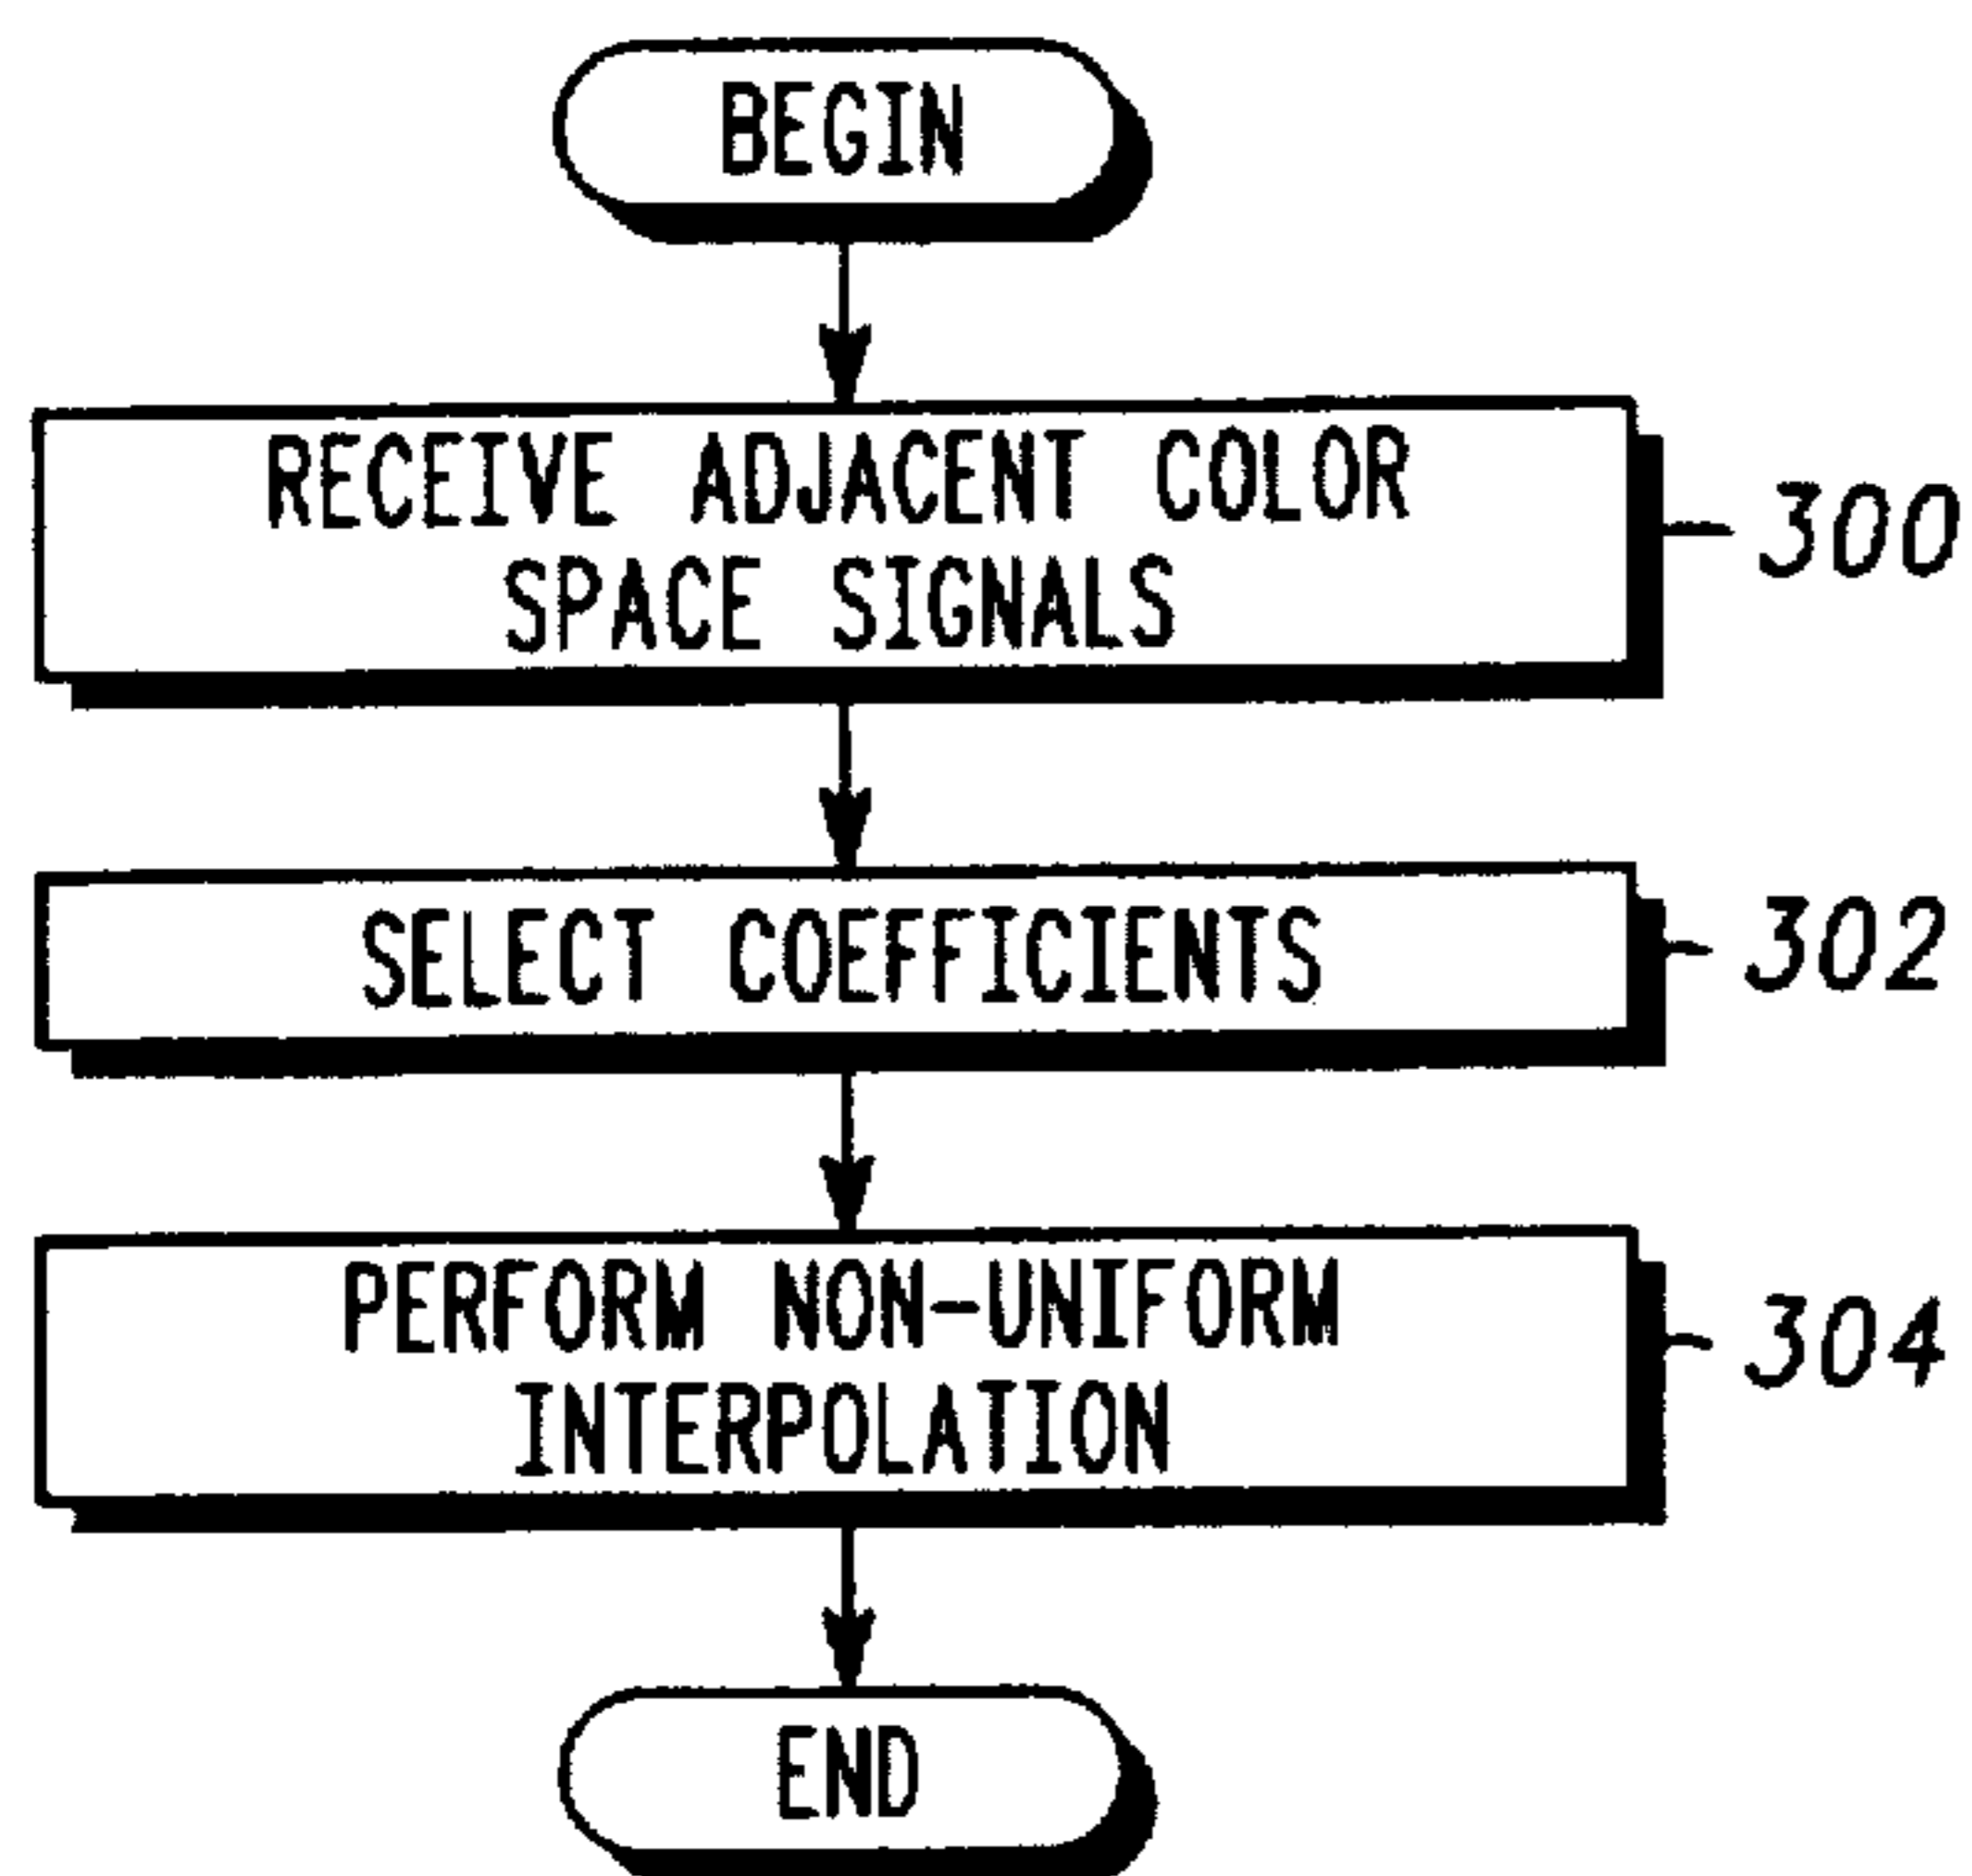 BEGIN
RECEIVE ADJACENT COLOR
SPACE SIGNALS
300
SELECT COEFFICIENTS
302
PERFORM NON-UNIFORM
INTERPOLATION
304
END